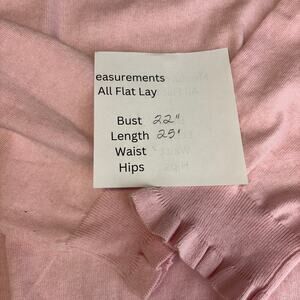 easurements
All Flat Lay
Bust 22"
Length 25"
Waist
Hips